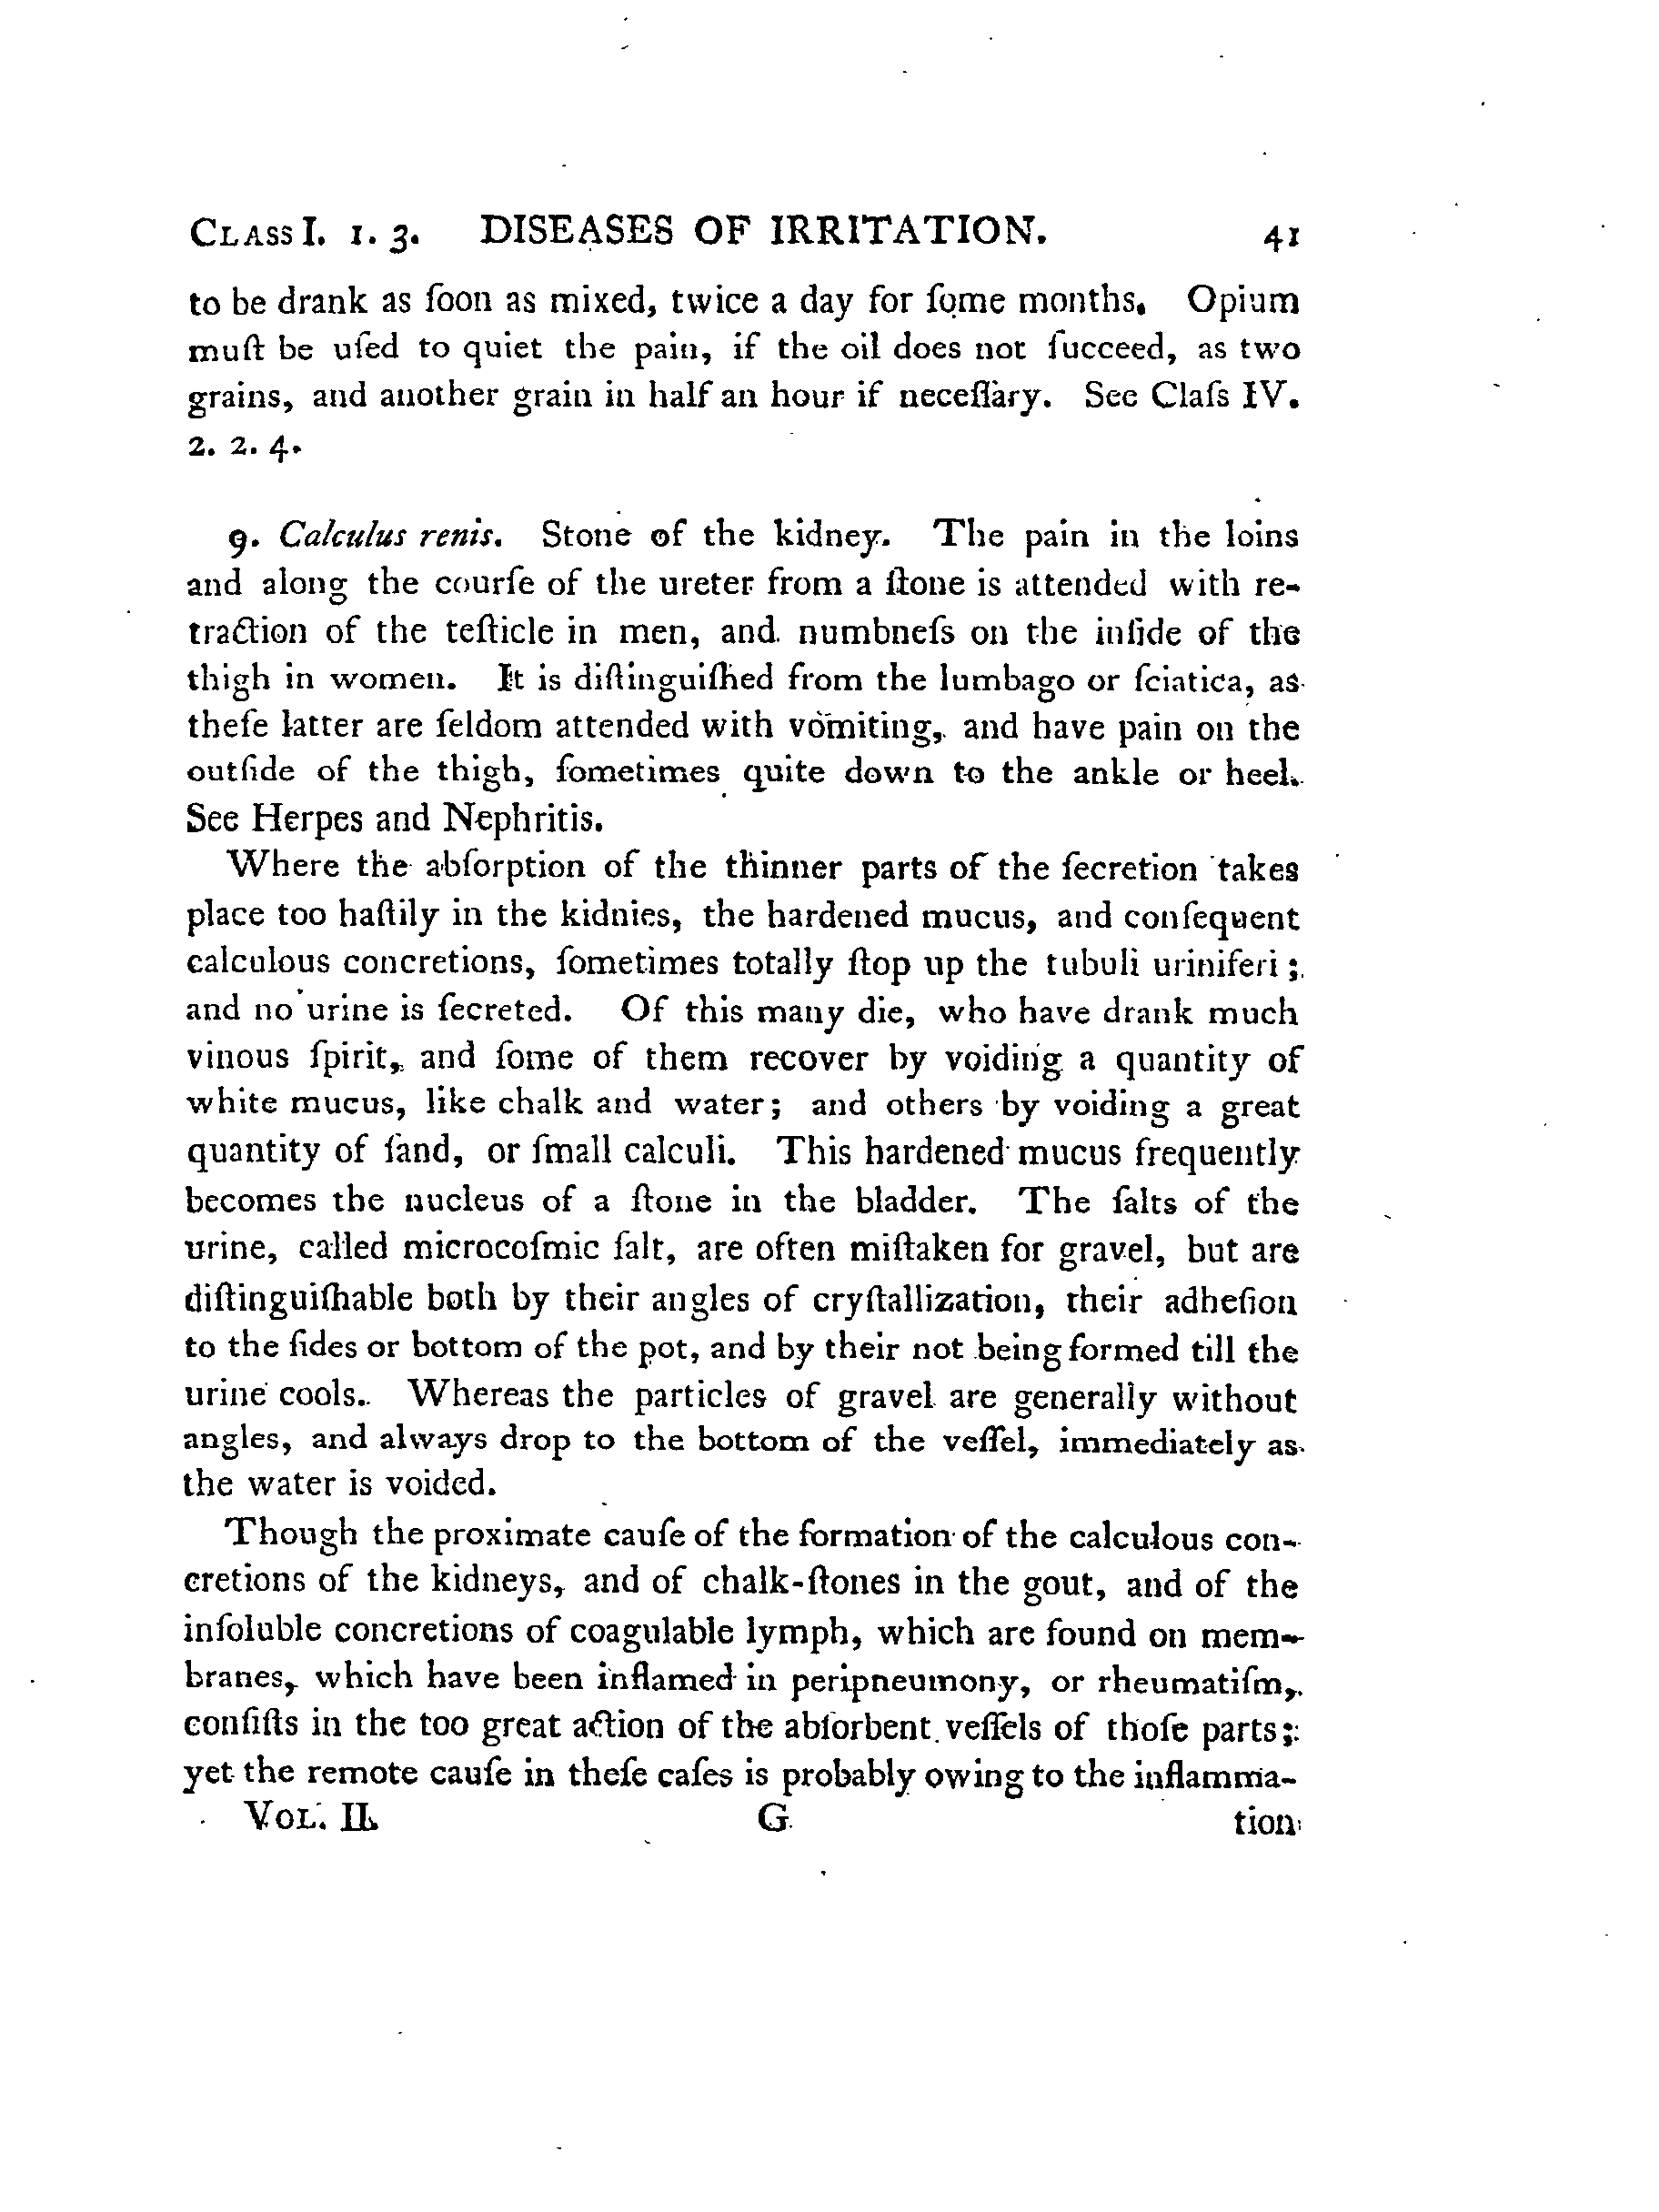 CLASS I. 1. 3. DISEASES OF IRRITATION. 41
to be drank as ſoon as mixed, twice a day for ſome months. Opium
muſt be uſed to quiet the pain, if the oil does not ſucceed, as two
grains, and another grain in half an hour if neceſſary. See Claſs IV.
2. 2. 4.
9. Calculus renis. Stone of the kidney. The pain in the loins
and along the courſe of the ureter from a ſtone is attended with re-
traction of the teſticle in men, and numbneſs on the inſide of the
thigh in women. It is diſtinguiſhed from the lumbago or ſciatica, as
theſe latter are ſeldom attended with vomiting, and have pain on the
outſide of the thigh, ſometimes quite down to the ankle or heel.
See Herpes and Nephritis.
Where the abſorption of the thinner parts of the ſecretion takes
place too haſtily in the kidnies, the hardened mucus, and conſequent
calculous concretions, ſometimes totally ſtop up the tubuli uriniferi;
and no urine is ſecreted. Of this many die, who have drank much
vinous ſpirit, and ſome of them recover by voiding a quantity of
white mucus, like chalk and water; and others by voiding a great
quantity of ſand, or ſmall calculi. This hardened mucus frequently
becomes the nucleus of a ſtone in the bladder. The ſalts of the
urine, called microcoſmic ſalt, are often miſtaken for gravel, but are
diſtinguiſhable both by their angles of cryſtallization, their adheſion
to the ſides or bottom of the pot, and by their not being formed till the
urine cools. Whereas the particles of gravel are generally without
angles, and always drop to the bottom of the veſſel, immediately as
the water is voided.
Though the proximate cauſe of the formation of the calculous con-
cretions of the kidneys, and of chalk-ſtones in the gout, and of the
inſoluble concretions of coagulable lymph, which are found on mem-
branes, which have been inflamed in peripneumony, or rheumatiſm,
conſiſts in the too great action of the abſorbent veſſels of thoſe parts;
yet the remote cauſe in theſe caſes is probably owing to the inflamma-
VOL. II. G tion